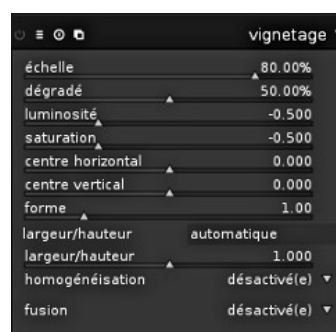 vignetage
échelle 80.00%
dégradé 50.00%
luminosité -0.500
saturation -0.500
centre horizontal 0.000
centre vertical 0.000
forme 1.00
largeur/hauteur automatique
largeur/hauteur 1.000
homogénéisation désactivé(e)
fusion désactivé(e)